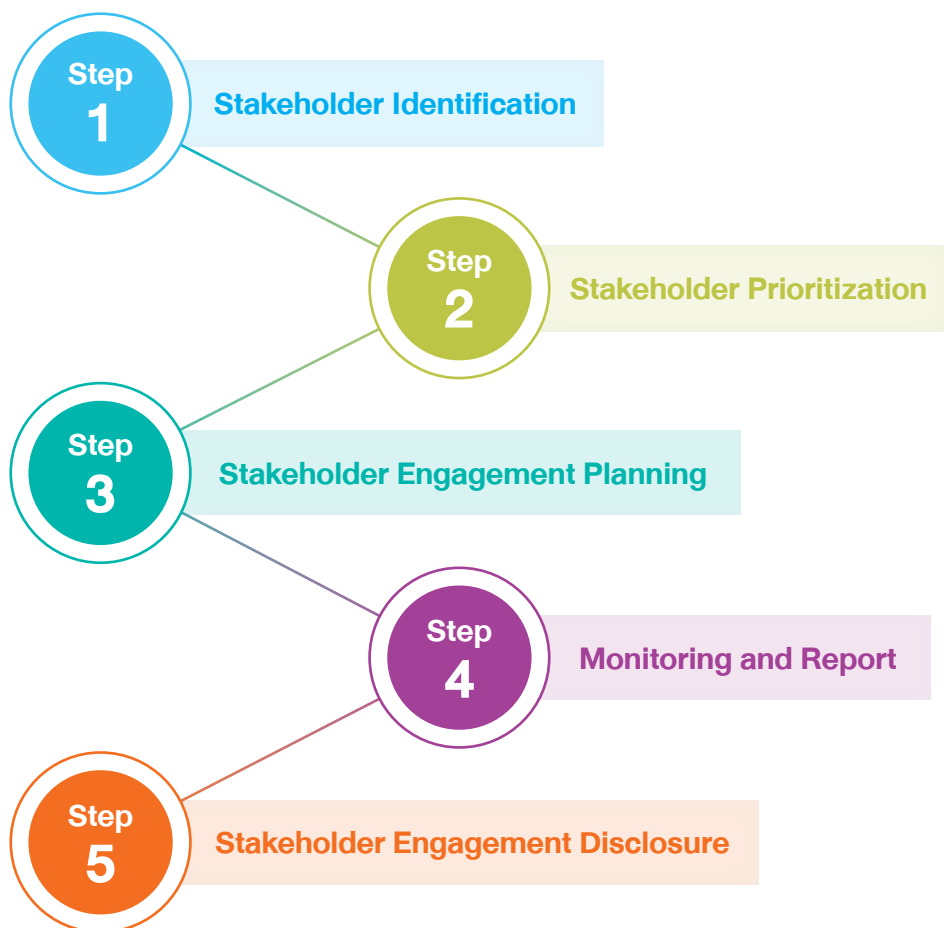 Step
1
Stakeholder Identification
Step
2
Stakeholder Prioritization
Step
3
Stakeholder Engagement Planning
Step
4
Monitoring and Report
Step
5
Stakeholder Engagement Disclosure